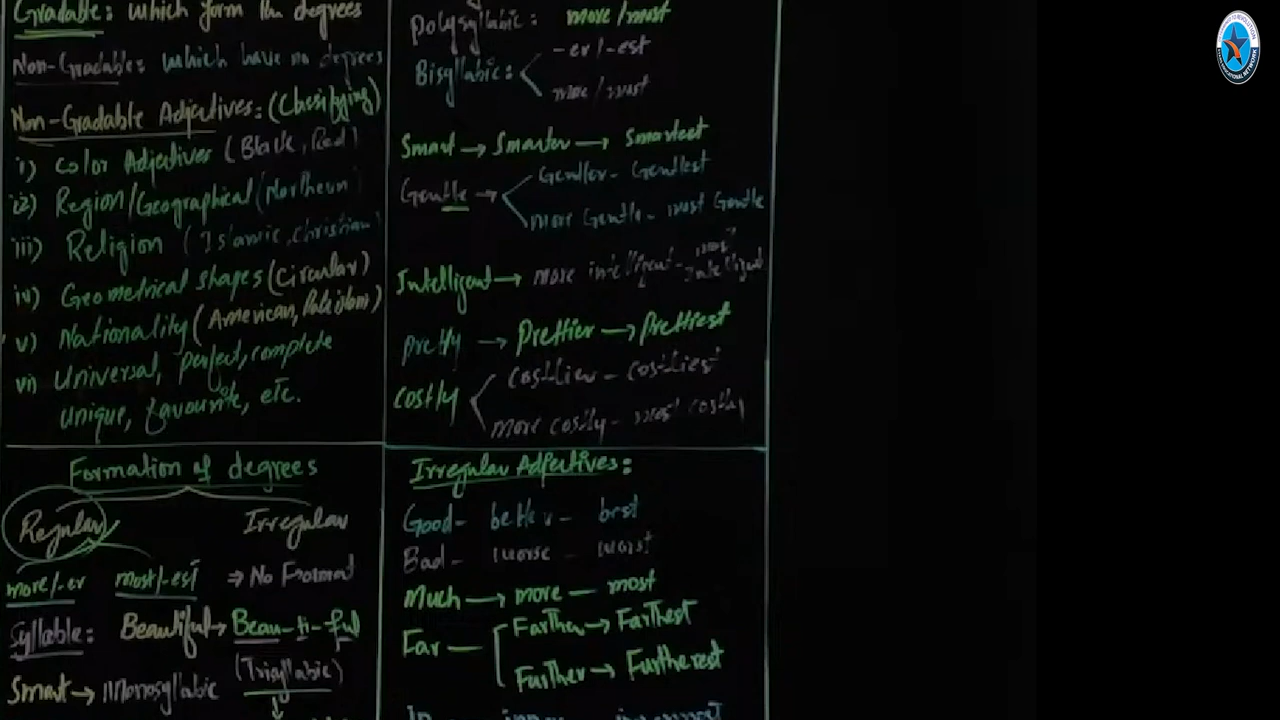 Gradable: which form the degrees
Non-Gradable: which have no degrees
Non-Gradable Adjectives: (Classifying)
i) Color Adjectives (Black, Red)
ii) Region/Geographical (Northern)
iii) Religion (Islamic, Christian)
iv) Geometrical shapes (Circular)
v) Nationality (American, Pakistani)
vi) Universal, perfect, complete
unique, favourite, etc.
Formation of degrees
Regular Irregular
more/-er most/-est ⇒ No Format
Syllable: Beautiful → Beau-ti-ful
Smart → Monosyllabic (Trisyllabic)
Polysyllabic: more/most
Bisyllabic: -er/-est
more/most
Smart → Smarter → Smartest
Gentle → Gentler - Gentlest
more Gentle - most Gentle
Intelligent → more intelligent - most Intelligent
Pretty → Prettier → Prettiest
Costly Costlier - Costliest
more costly - most costly
Irregular Adjectives:
Good - better - best
Bad - worse - worst
Much → more - most
Far - Farther → Farthest
Further → Furtherest
In inner innermost